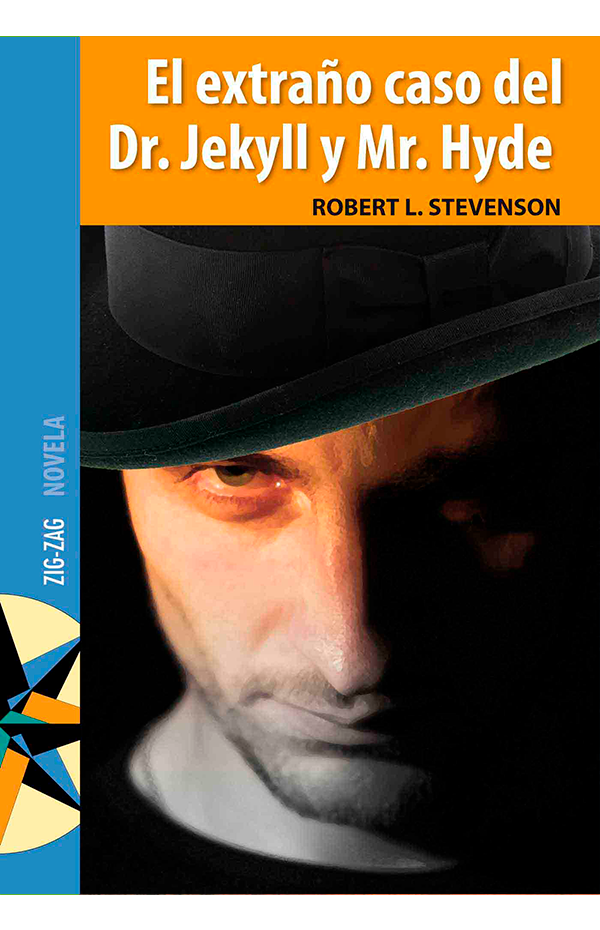 El extraño caso del
Dr. Jekyll y Mr. Hyde
ROBERT L. STEVENSON
ZIG-ZAG NOVELA